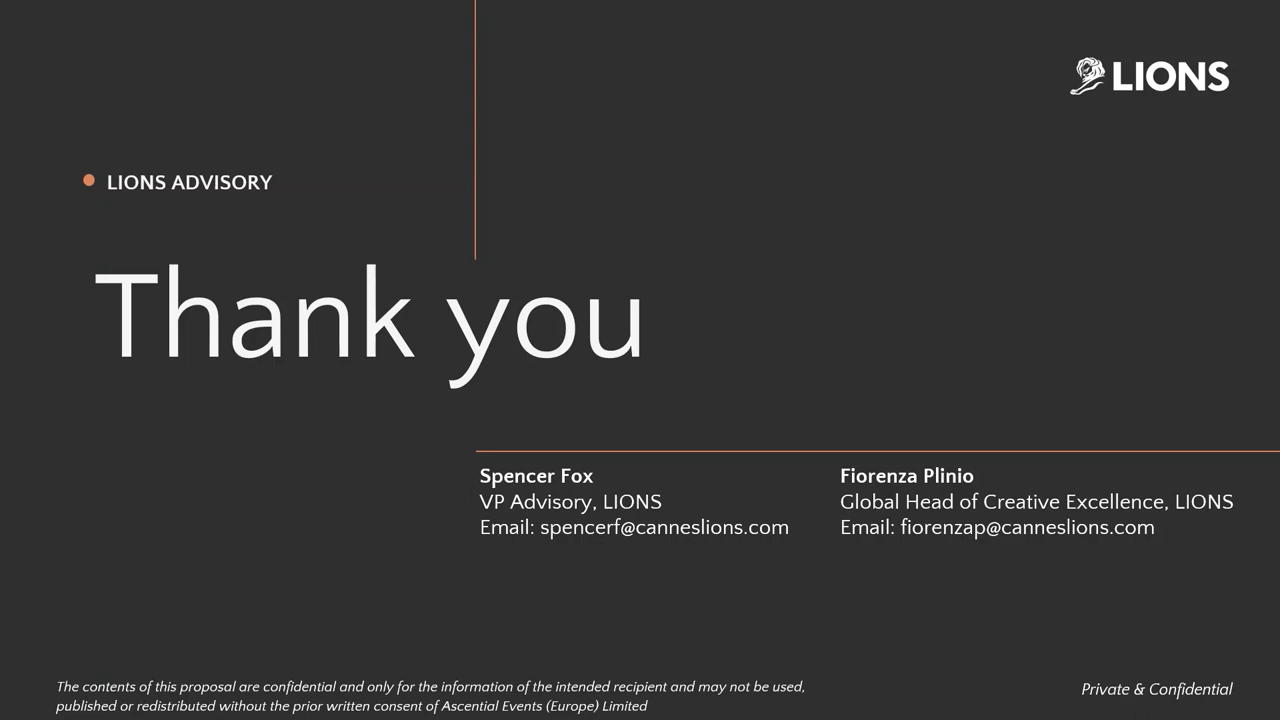 LIONS
LIONS ADVISORY
Thank you
Spencer Fox
VP Advisory, LIONS
Email: spencerf@canneslions.com
Fiorenza Plinio
Global Head of Creative Excellence, LIONS
Email: fiorenzap@canneslions.com
The contents of this proposal are confidential and only for the information of the intended recipient and may not be used,
published or redistributed without the prior written consent of Ascential Events (Europe) Limited
Private & Confidential